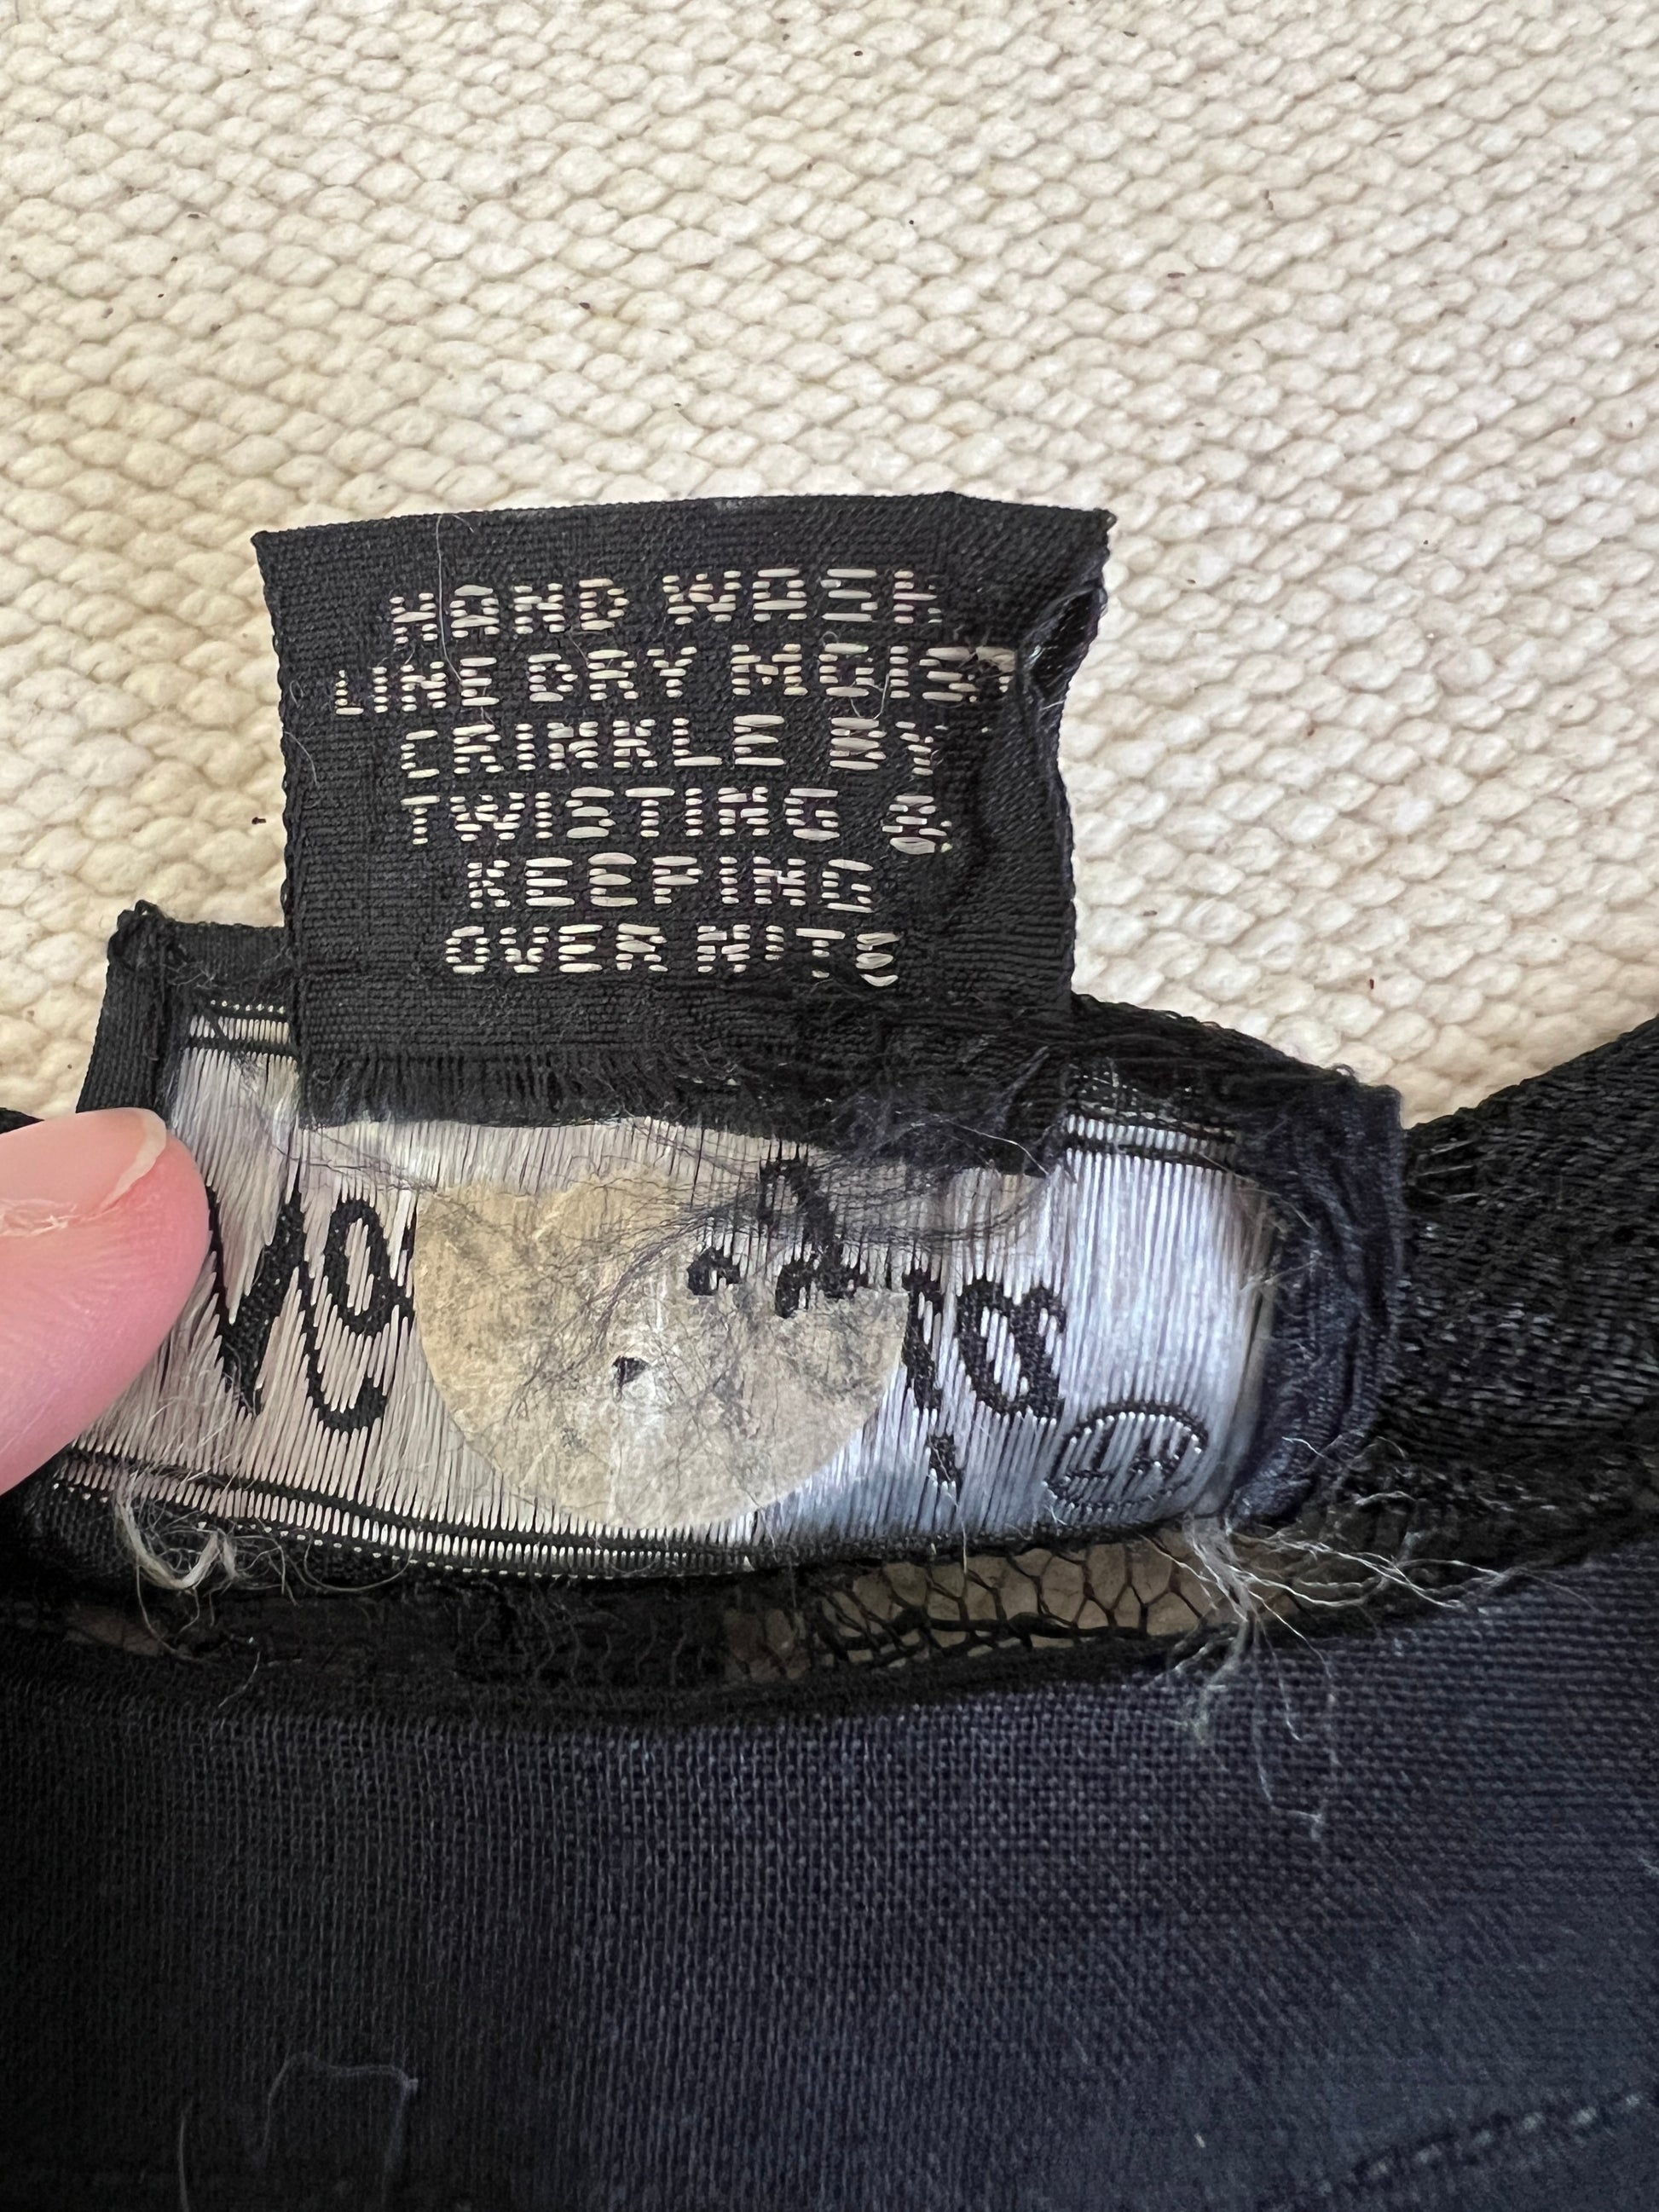 HAND WASH
LINE DRY MOIST
CRINKLE BY
TWISTING &
KEEPING
OVER NITE